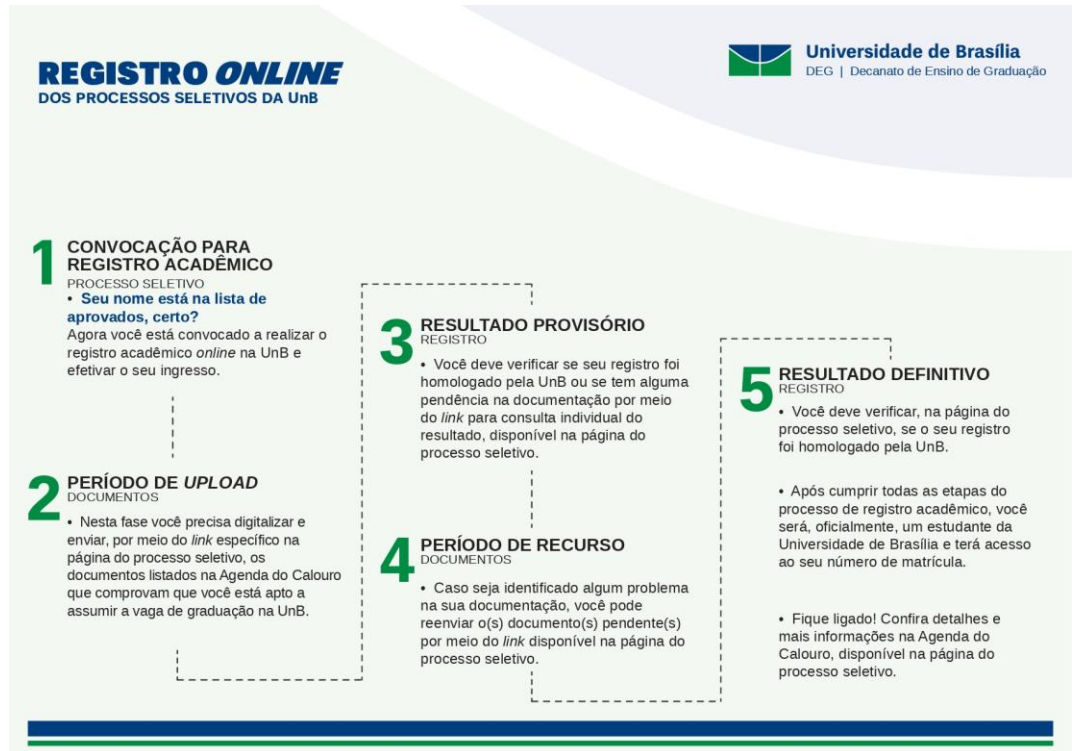 REGISTRO ONLINE
DOS PROCESSOS SELETIVOS DA UnB
Universidade de Brasília
DEG | Decanato de Ensino de Graduação
1
CONVOCAÇÃO PARA
REGISTRO ACADÊMICO
PROCESSO SELETIVO
• Seu nome está na lista de
aprovados, certo?
Agora você está convocado a realizar o
registro acadêmico online na UnB e
efetivar o seu ingresso.
2
PERÍODO DE UPLOAD
DOCUMENTOS
• Nesta fase você precisa digitalizar e
enviar, por meio do link específico na
página do processo seletivo, os
documentos listados na Agenda do Calouro
que comprovam que você está apto a
assumir a vaga de graduação na UnB.
3
RESULTADO PROVISÓRIO
REGISTRO
• Você deve verificar se seu registro foi
homologado pela UnB ou se tem alguma
pendência na documentação por meio
do link para consulta individual do
resultado, disponível na página do
processo seletivo.
4
PERÍODO DE RECURSO
DOCUMENTOS
• Caso seja identificado algum problema
na sua documentação, você pode
reenviar o(s) documento(s) pendente(s)
por meio do link disponível na página do
processo seletivo.
5
RESULTADO DEFINITIVO
REGISTRO
• Você deve verificar, na página do
processo seletivo, se o seu registro
foi homologado pela UnB.
• Após cumprir todas as etapas do
processo de registro acadêmico, você
será, oficialmente, um estudante da
Universidade de Brasília e terá acesso
ao seu número de matrícula.
• Fique ligado! Confira detalhes e
mais informações na Agenda do
Calouro, disponível na página do
processo seletivo.